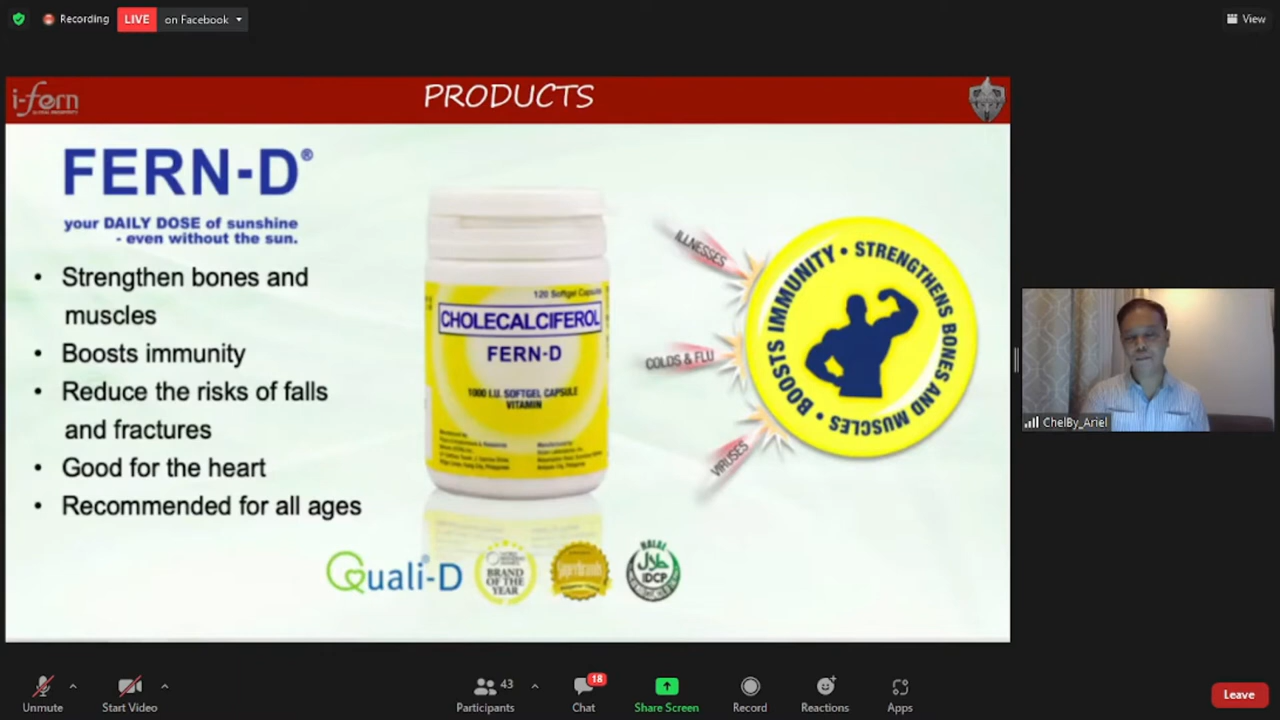 Recording
LIVE
on Facebook
View
i-fern
PRODUCTS
FERN-D®
your DAILY DOSE of sunshine
- even without the sun.
• Strengthen bones and
muscles
• Boosts immunity
• Reduce the risks of falls
and fractures
• Good for the heart
• Recommended for all ages
120 Softgel Capsules
CHOLECALCIFEROL
FERN-D
1000 I.U. SOFTGEL CAPSULE
VITAMIN
ILLNESSES
COLDS & FLU
VIRUSES
• BOOSTS IMMUNITY • STRENGTHENS BONES AND MUSCLES
Quali-D®
BRAND
OF THE
YEAR
SuperBrands
HALAL
حلال
IDCP
ChelBy_Ariel
Unmute
Start Video
43
Participants
18
Chat
Share Screen
Record
Reactions
Apps
Leave